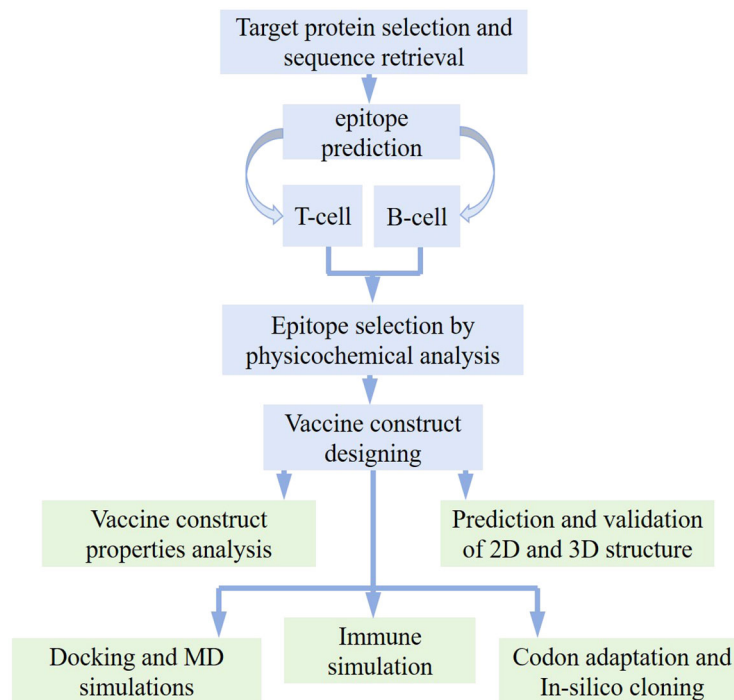 Target protein selection and
sequence retrieval
epitope
prediction
T-cell
B-cell
Epitope selection by
physicochemical analysis
Vaccine construct
designing
Vaccine construct
properties analysis
Prediction and validation
of 2D and 3D structure
Docking and MD
simulations
Immune
simulation
Codon adaptation and
In-silico cloning